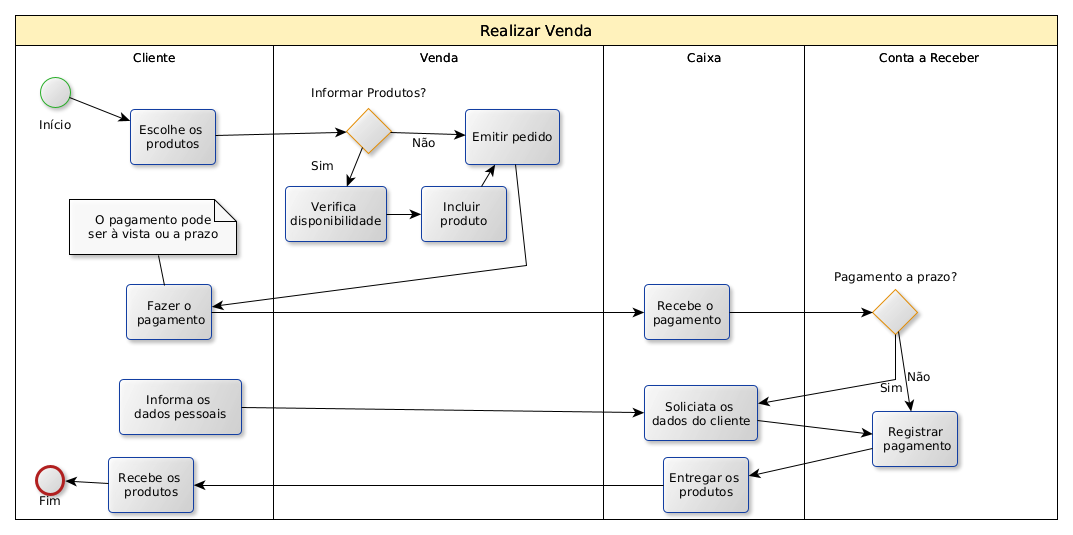 Realizar Venda
Cliente
Venda
Caixa
Conta a Receber
Início
Escolhe os
produtos
Informar Produtos?
Não
Sim
Emitir pedido
Verifica
disponibilidade
Incluir
produto
O pagamento pode
ser à vista ou a prazo
Fazer o
pagamento
Recebe o
pagamento
Pagamento a prazo?
Não
Sim
Informa os
dados pessoais
Soliciata os
dados do cliente
Registrar
pagamento
Entregar os
produtos
Recebe os
produtos
Fim